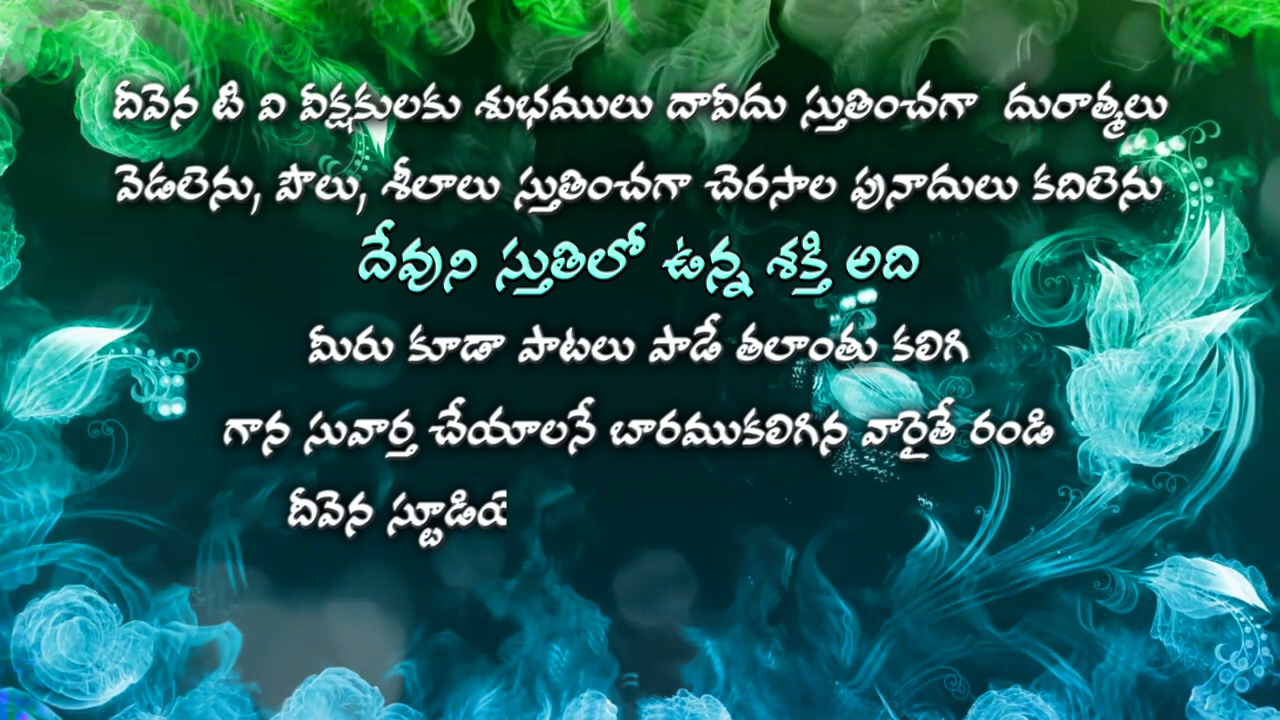 దీవెన టి వి వీక్షకులకు శుభములు దావీదు స్తుతించగా దురాత్మలు
వెడలెను, పౌలు, శీలాలు స్తుతించగా చెరసాల పునాదులు కదిలెను
దేవుని స్తుతిలో ఉన్న శక్తి అది
మీరు కూడా పాటలు పాడే తలాంతు కలిగి
గాన సువార్త చేయాలనే బారముకలిగిన వారైతే రండి
దీవెన